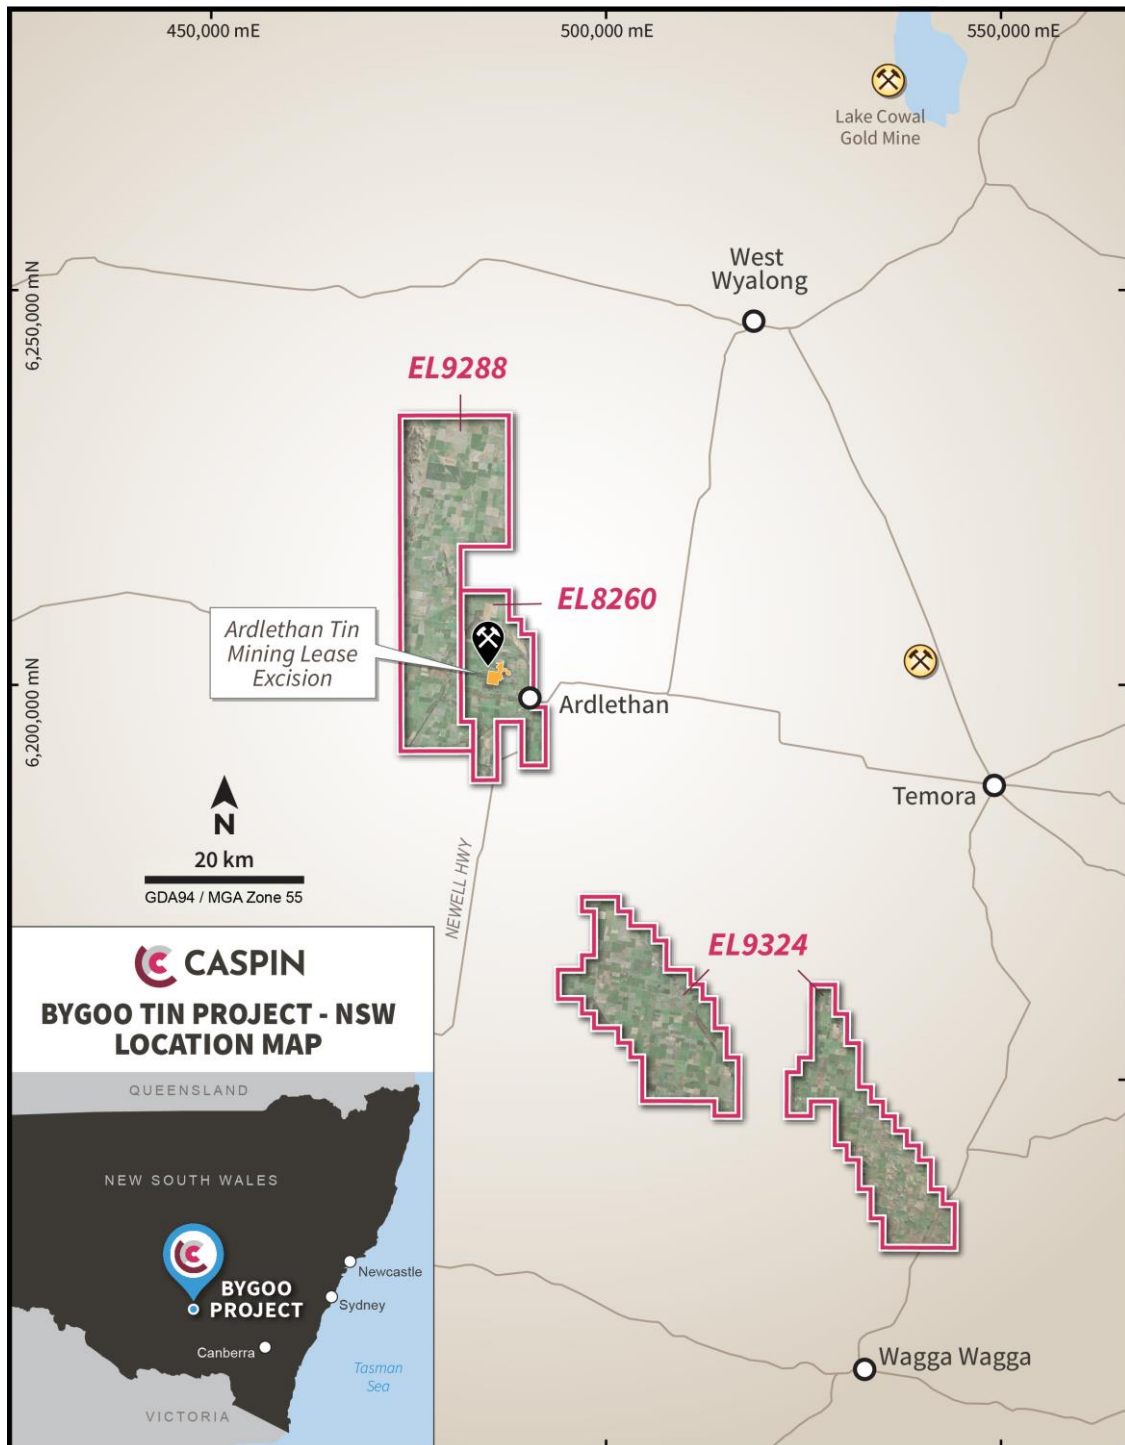 450,000 mE
500,000 mE
550,000 mE
Lake Cowal
Gold Mine
6,250,000 mN
West
Wyalong
EL9288
EL8260
Ardlethan Tin
Mining Lease
Excision
Ardlethan
6,200,000 mN
Temora
N
20 km
GDA94 / MGA Zone 55
NEWELL HWY
EL9324
CASPIN
BYGOO TIN PROJECT - NSW
LOCATION MAP
QUEENSLAND
NEW SOUTH WALES
BYGOO
PROJECT
Newcastle
Sydney
Canberra
Tasman
Sea
VICTORIA
Wagga Wagga